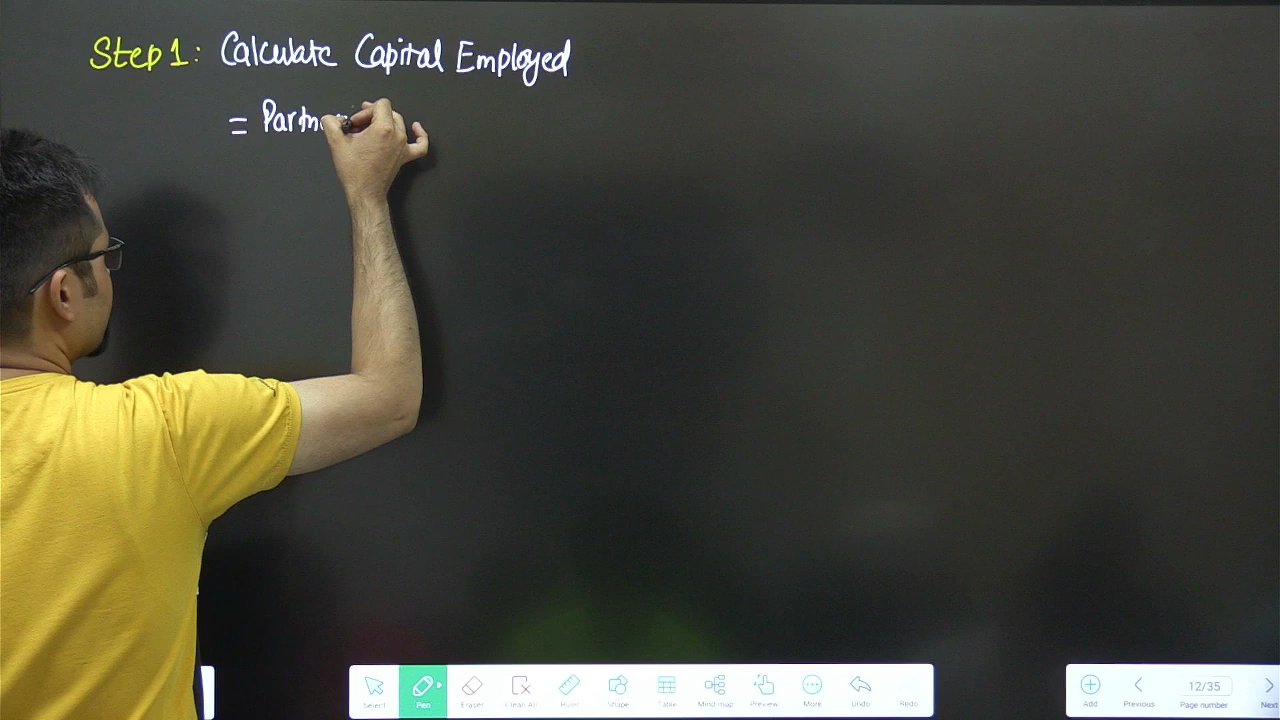 Step 1: Calculate Capital Employed
=
Select
Pen
Eraser
Clean All
Ruler
Shape
Table
Mind map
Preview
More
Undo
Redo
Add
Previous
12/35
Page number
Next